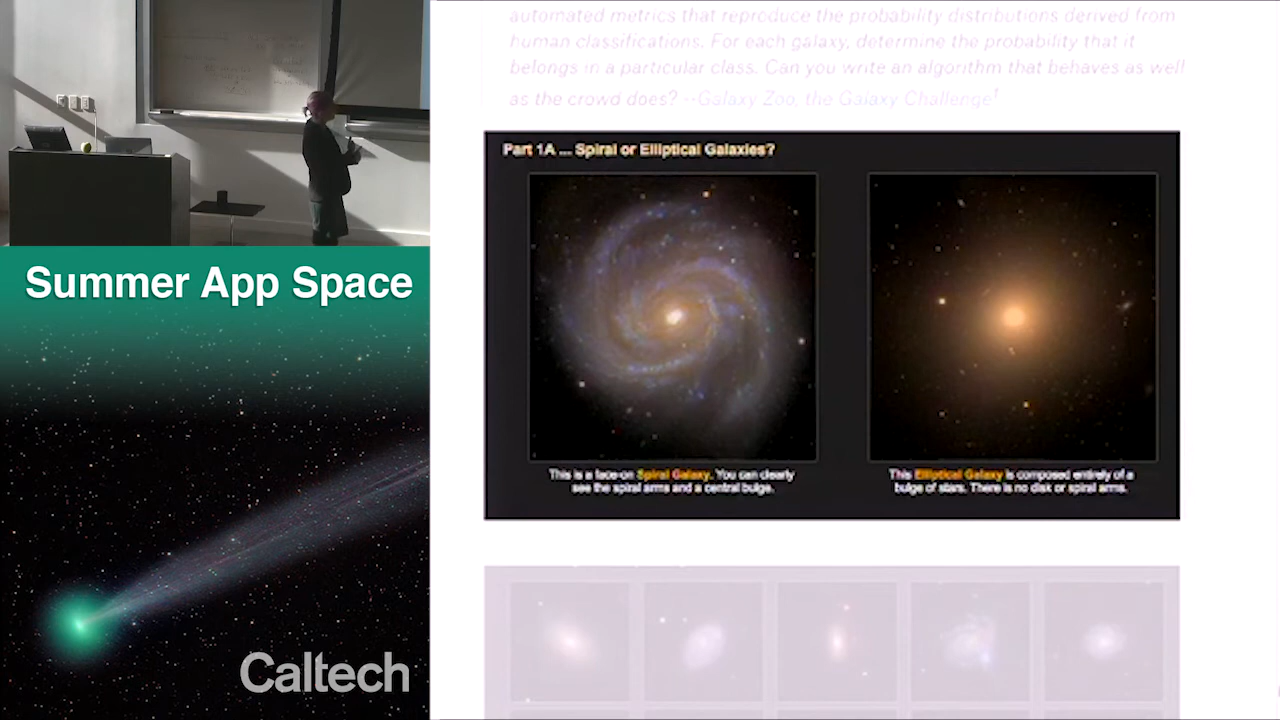 Summer App Space
Caltech
automated metrics that reproduce the probability distributions derived from
human classifications. For each galaxy, determine the probability that it
belongs in a particular class. Can you write an algorithm that behaves as well
as the crowd does? --Galaxy Zoo, the Galaxy Challenge¹
Part 1A ... Spiral or Elliptical Galaxies?
This is a face-on Spiral Galaxy. You can clearly
see the spiral arms and a central bulge.
This Elliptical Galaxy is composed entirely of a
bulge of stars. There is no disk or spiral arms.